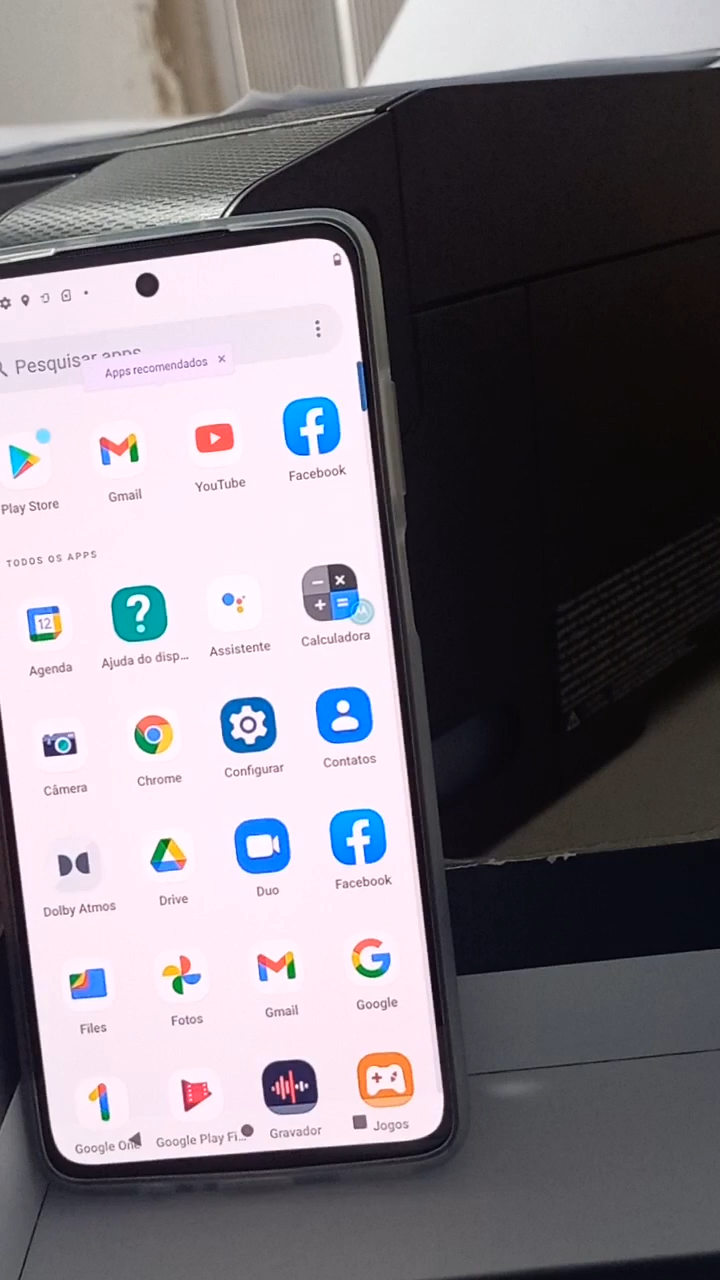 Pesquisar apps
Apps recomendados ×
Play Store
Gmail
YouTube
Facebook
TODOS OS APPS
12
Agenda
Ajuda do disp...
Assistente
Calculadora
Câmera
Chrome
Configurar
Contatos
Dolby Atmos
Drive
Duo
Facebook
Files
Fotos
Gmail
Google
Google One
Google Play Fi...
Gravador
Jogos